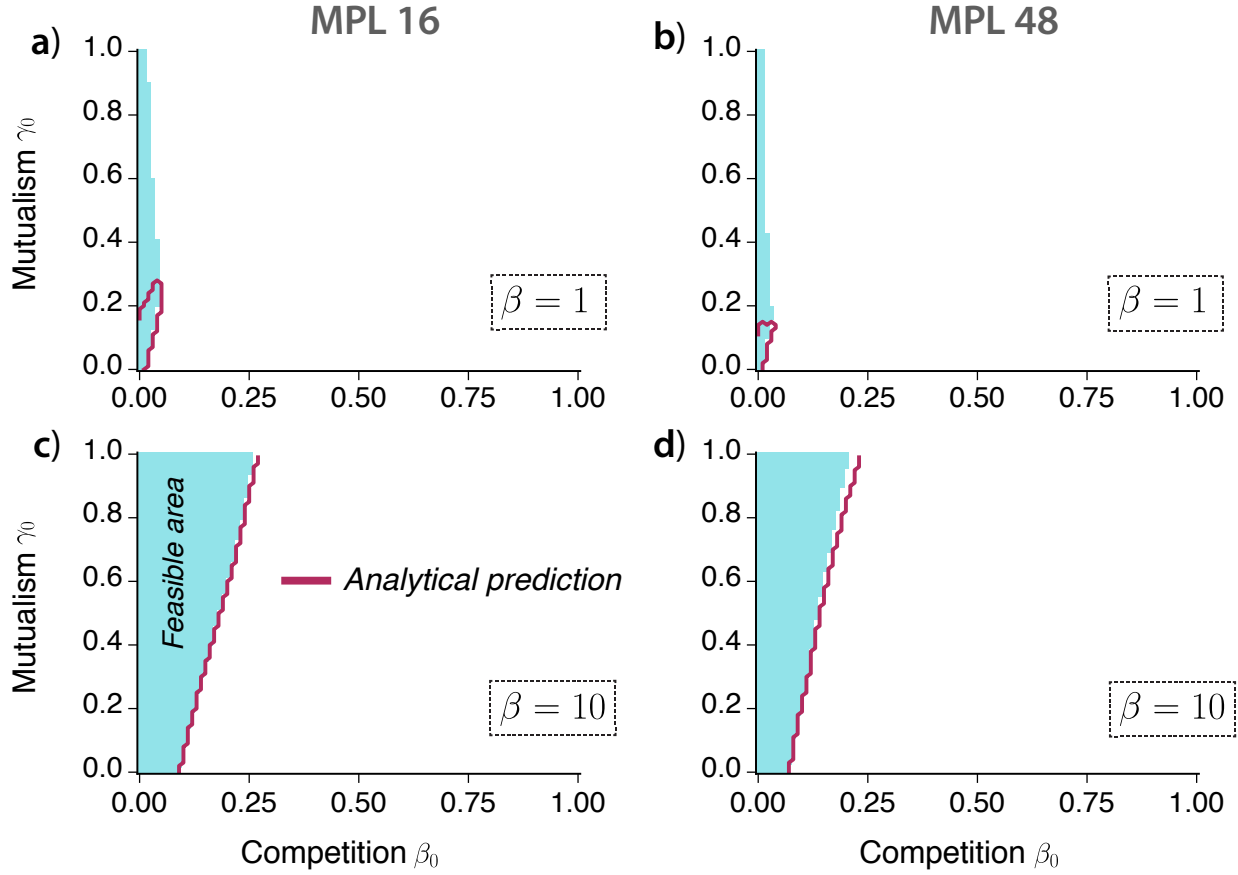 MPL 16
MPL 48
a)
b)
1.0
0.8
0.6
0.4
0.2
0.0
Mutualism γ₀
β = 1
0.00 0.25 0.50 0.75 1.00
1.0
0.8
0.6
0.4
0.2
0.0
β = 1
0.00 0.25 0.50 0.75 1.00
c)
d)
1.0
0.8
0.6
0.4
0.2
0.0
Mutualism γ₀
Feasible area
Analytical prediction
β = 10
0.00 0.25 0.50 0.75 1.00
Competition β₀
1.0
0.8
0.6
0.4
0.2
0.0
β = 10
0.00 0.25 0.50 0.75 1.00
Competition β₀